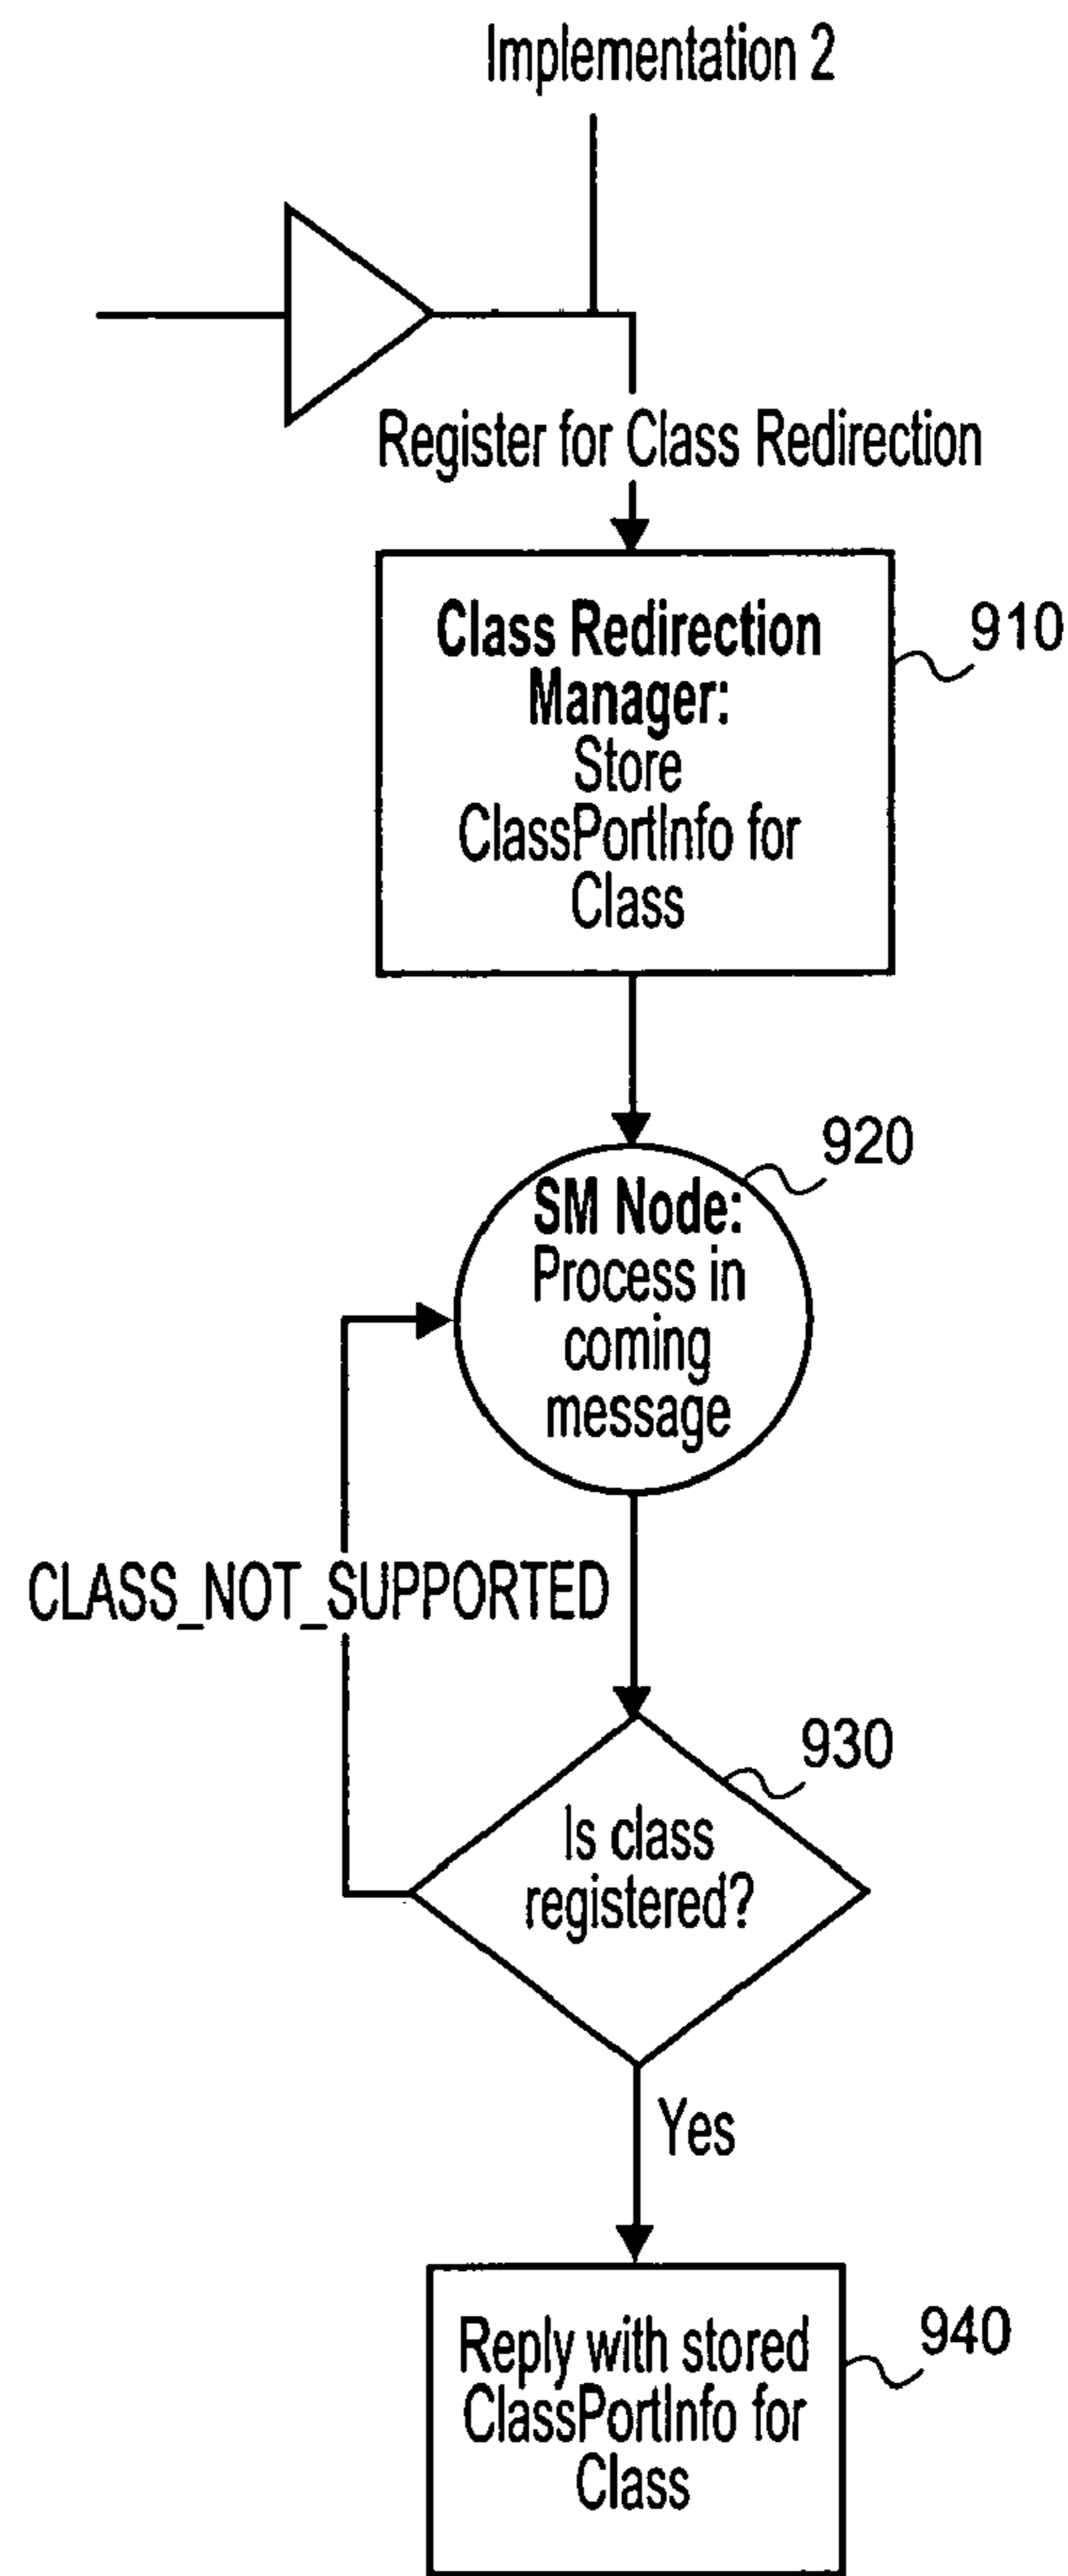 Implementation 2
Register for Class Redirection
Class Redirection
Manager:
Store
ClassPortInfo for
Class
910
920
SM Node:
Process in
coming
message
CLASS_NOT_SUPPORTED
930
Is class
registered?
Yes
Reply with stored
ClassPortInfo for
Class
940